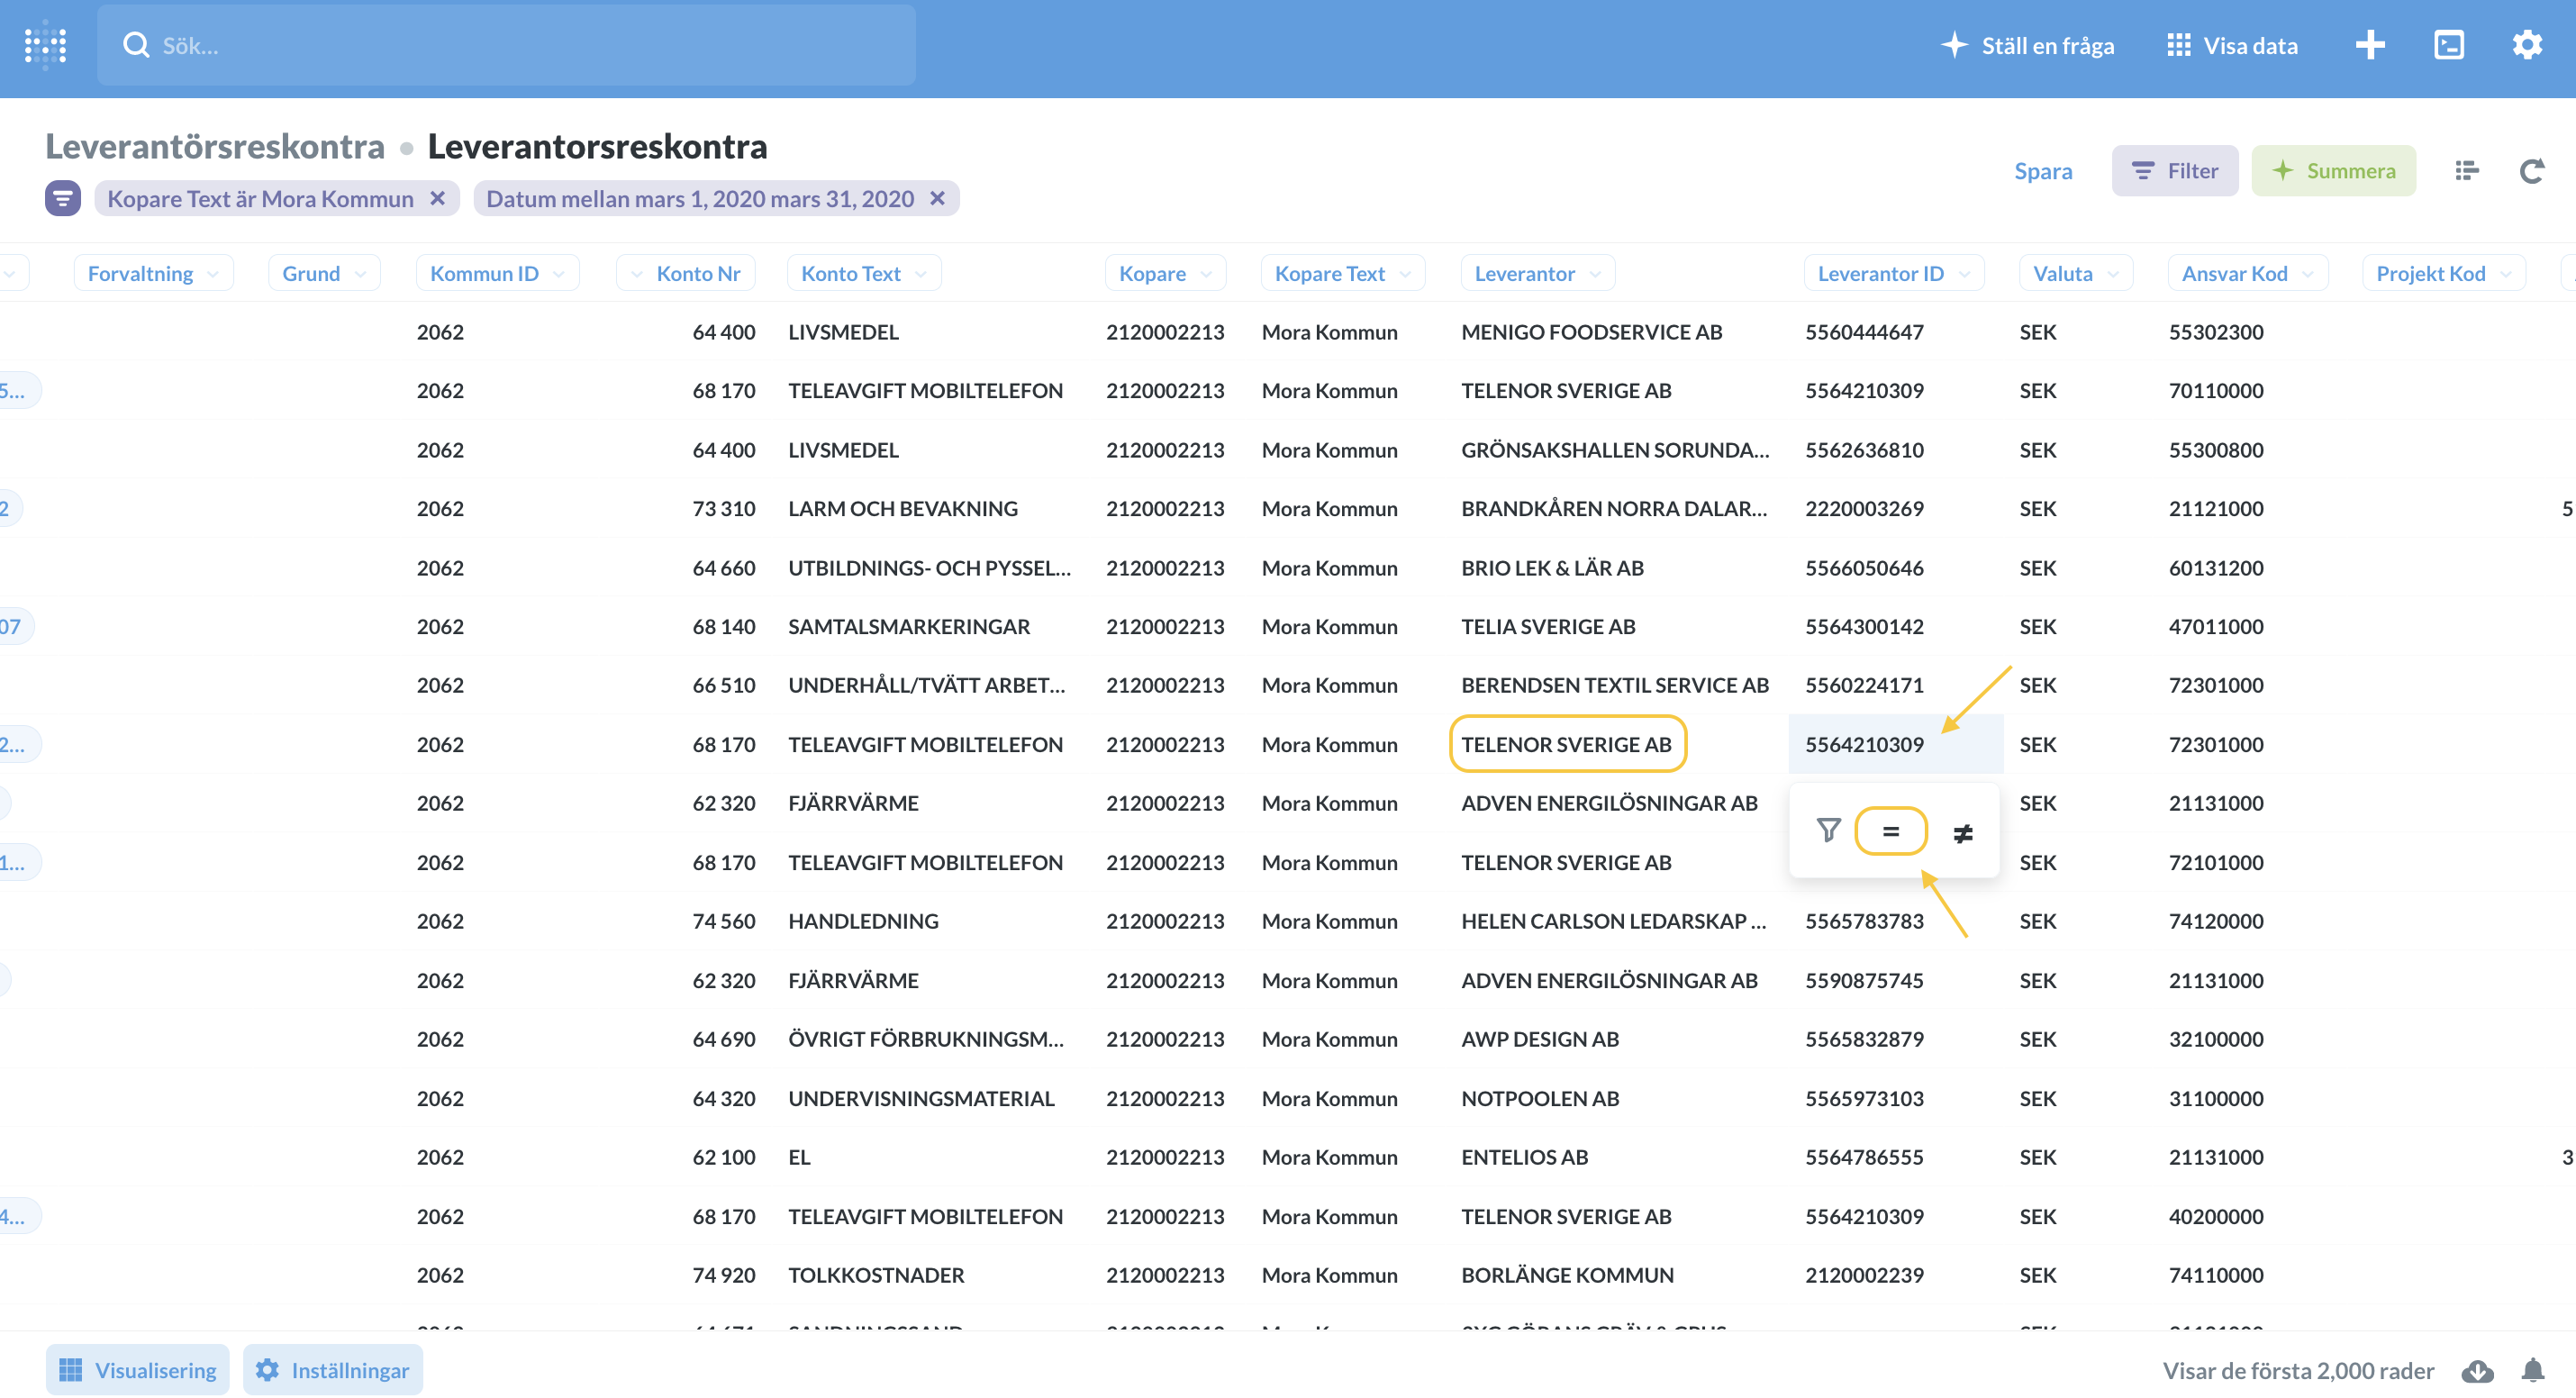 Sök...
Ställ en fråga
Visa data
Leverantörsreskontra • Leverantorsreskontra
Kopare Text är Mora Kommun ×
Datum mellan mars 1, 2020 mars 31, 2020 ×
Spara
Filter
Summera
Forvaltning Grund Kommun ID Konto Nr Konto Text Kopare Kopare Text Leverantor Leverantor ID Valuta Ansvar Kod Projekt Kod
2062 64 400 LIVSMEDEL 2120002213 Mora Kommun MENIGO FOODSERVICE AB 5560444647 SEK 55302300
5... 2062 68 170 TELEAVGIFT MOBILTELEFON 2120002213 Mora Kommun TELENOR SVERIGE AB 5564210309 SEK 70110000
2062 64 400 LIVSMEDEL 2120002213 Mora Kommun GRÖNSAKSHALLEN SORUNDA... 5562636810 SEK 55300800
2 2062 73 310 LARM OCH BEVAKNING 2120002213 Mora Kommun BRANDKÅREN NORRA DALAR... 2220003269 SEK 21121000 5
2062 64 660 UTBILDNINGS- OCH PYSSEL... 2120002213 Mora Kommun BRIO LEK & LÄR AB 5566050646 SEK 60131200
07 2062 68 140 SAMTALSMARKERINGAR 2120002213 Mora Kommun TELIA SVERIGE AB 5564300142 SEK 47011000
2062 66 510 UNDERHÅLL/TVÄTT ARBET... 2120002213 Mora Kommun BERENDSEN TEXTIL SERVICE AB 5560224171 SEK 72301000
2... 2062 68 170 TELEAVGIFT MOBILTELEFON 2120002213 Mora Kommun TELENOR SVERIGE AB 5564210309 SEK 72301000
2062 62 320 FJÄRRVÄRME 2120002213 Mora Kommun ADVEN ENERGILÖSNINGAR AB SEK 21131000
= ≠
1... 2062 68 170 TELEAVGIFT MOBILTELEFON 2120002213 Mora Kommun TELENOR SVERIGE AB SEK 72101000
2062 74 560 HANDLEDNING 2120002213 Mora Kommun HELEN CARLSON LEDARSKAP ... 5565783783 SEK 74120000
2062 62 320 FJÄRRVÄRME 2120002213 Mora Kommun ADVEN ENERGILÖSNINGAR AB 5590875745 SEK 21131000
2062 64 690 ÖVRIGT FÖRBRUKNINGSM... 2120002213 Mora Kommun AWP DESIGN AB 5565832879 SEK 32100000
2062 64 320 UNDERVISNINGSMATERIAL 2120002213 Mora Kommun NOTPOOLEN AB 5565973103 SEK 31100000
2062 62 100 EL 2120002213 Mora Kommun ENTELIOS AB 5564786555 SEK 21131000 3
4... 2062 68 170 TELEAVGIFT MOBILTELEFON 2120002213 Mora Kommun TELENOR SVERIGE AB 5564210309 SEK 40200000
2062 74 920 TOLKKOSTNADER 2120002213 Mora Kommun BORLÄNGE KOMMUN 2120002239 SEK 74110000
Visualisering
Inställningar
Visar de första 2,000 rader